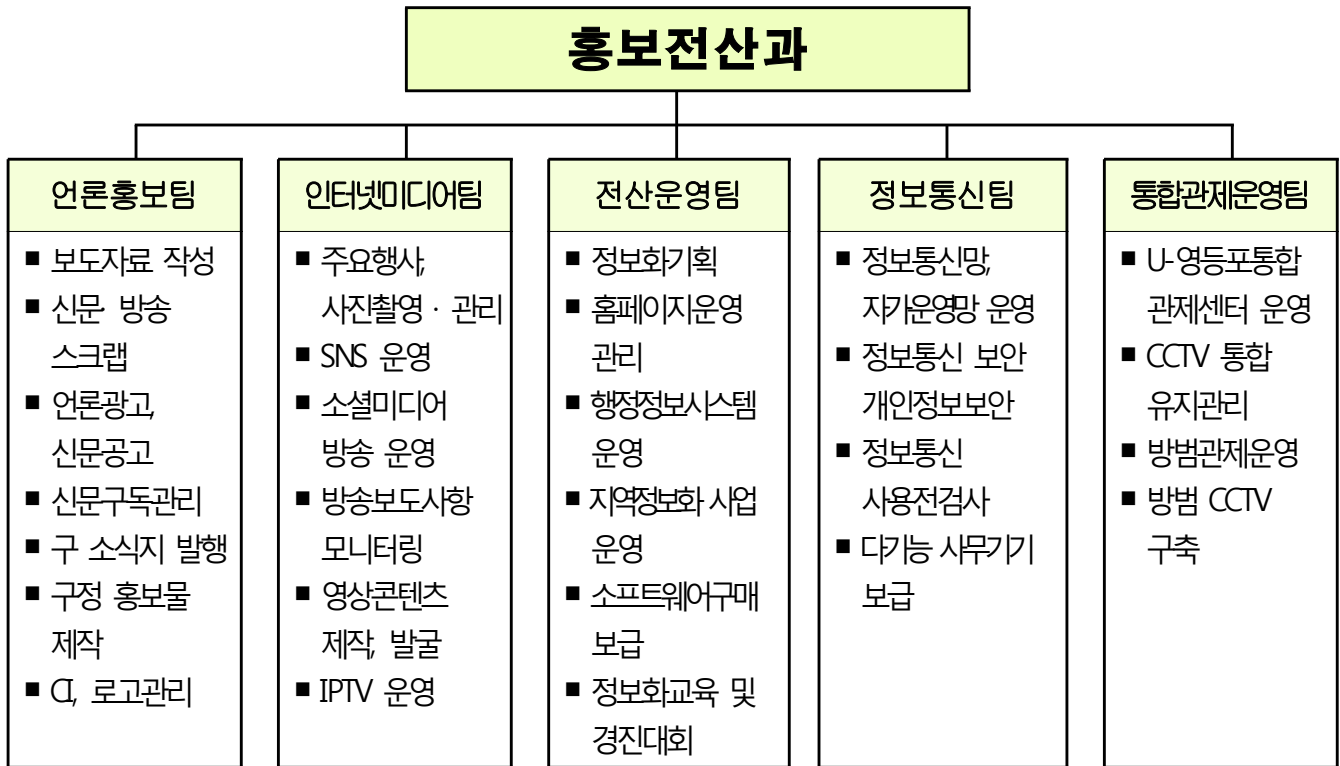 홍보전산과
언론홍보팀
■ 보도자료 작성
■ 신문· 방송
스크랩
■ 언론광고,
신문공고
■ 신문구독관리
■ 구 소식지 발행
■ 구정 홍보물
제작
■ CI, 로고관리
인터넷미디어팀
■ 주요행사,
사진촬영 · 관리
■ SNS 운영
■ 소셜미디어
방송 운영
■ 방송보도사항
모니터링
■ 영상콘텐츠
제작, 발굴
■ IPTV 운영
전산운영팀
■ 정보화기획
■ 홈페이지운영
관리
■ 행정정보시스템
운영
■ 지역정보화 사업
운영
■ 소프트웨어구매
보급
■ 정보화교육 및
경진대회
정보통신팀
■ 정보통신망,
자가운영망 운영
■ 정보통신 보안
개인정보보안
■ 정보통신
사용전검사
■ 다기능 사무기기
보급
통합관제운영팀
■ U-영등포통합
관제센터 운영
■ CCTV 통합
유지관리
■ 방범관제운영
■ 방범 CCTV
구축